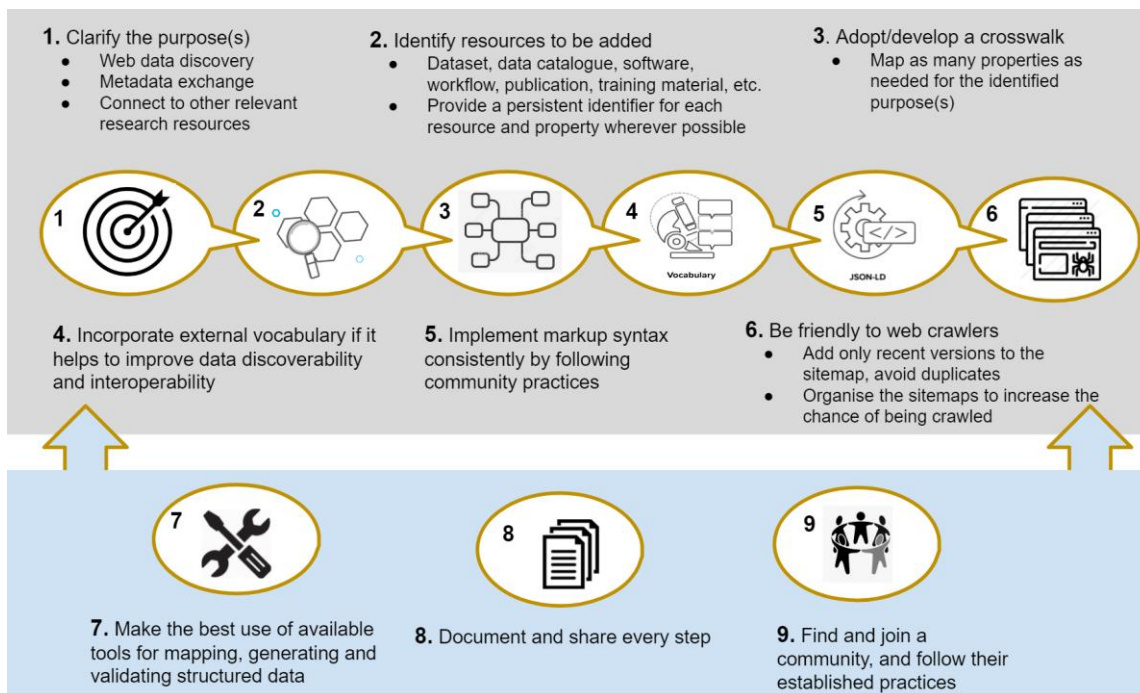 1. Clarify the purpose(s)
● Web data discovery
● Metadata exchange
● Connect to other relevant
research resources
2. Identify resources to be added
● Dataset, data catalogue, software,
workflow, publication, training material, etc.
● Provide a persistent identifier for each
resource and property wherever possible
3. Adopt/develop a crosswalk
● Map as many properties as
needed for the identified
purpose(s)
1
2
3
4
Vocabulary
5
</>
JSON-LD
6
4. Incorporate external vocabulary if it
helps to improve data discoverability
and interoperability
5. Implement markup syntax
consistently by following
community practices
6. Be friendly to web crawlers
● Add only recent versions to the
sitemap, avoid duplicates
● Organise the sitemaps to increase the
chance of being crawled
7
8
9
7. Make the best use of available
tools for mapping, generating and
validating structured data
8. Document and share every step
9. Find and join a
community, and follow their
established practices